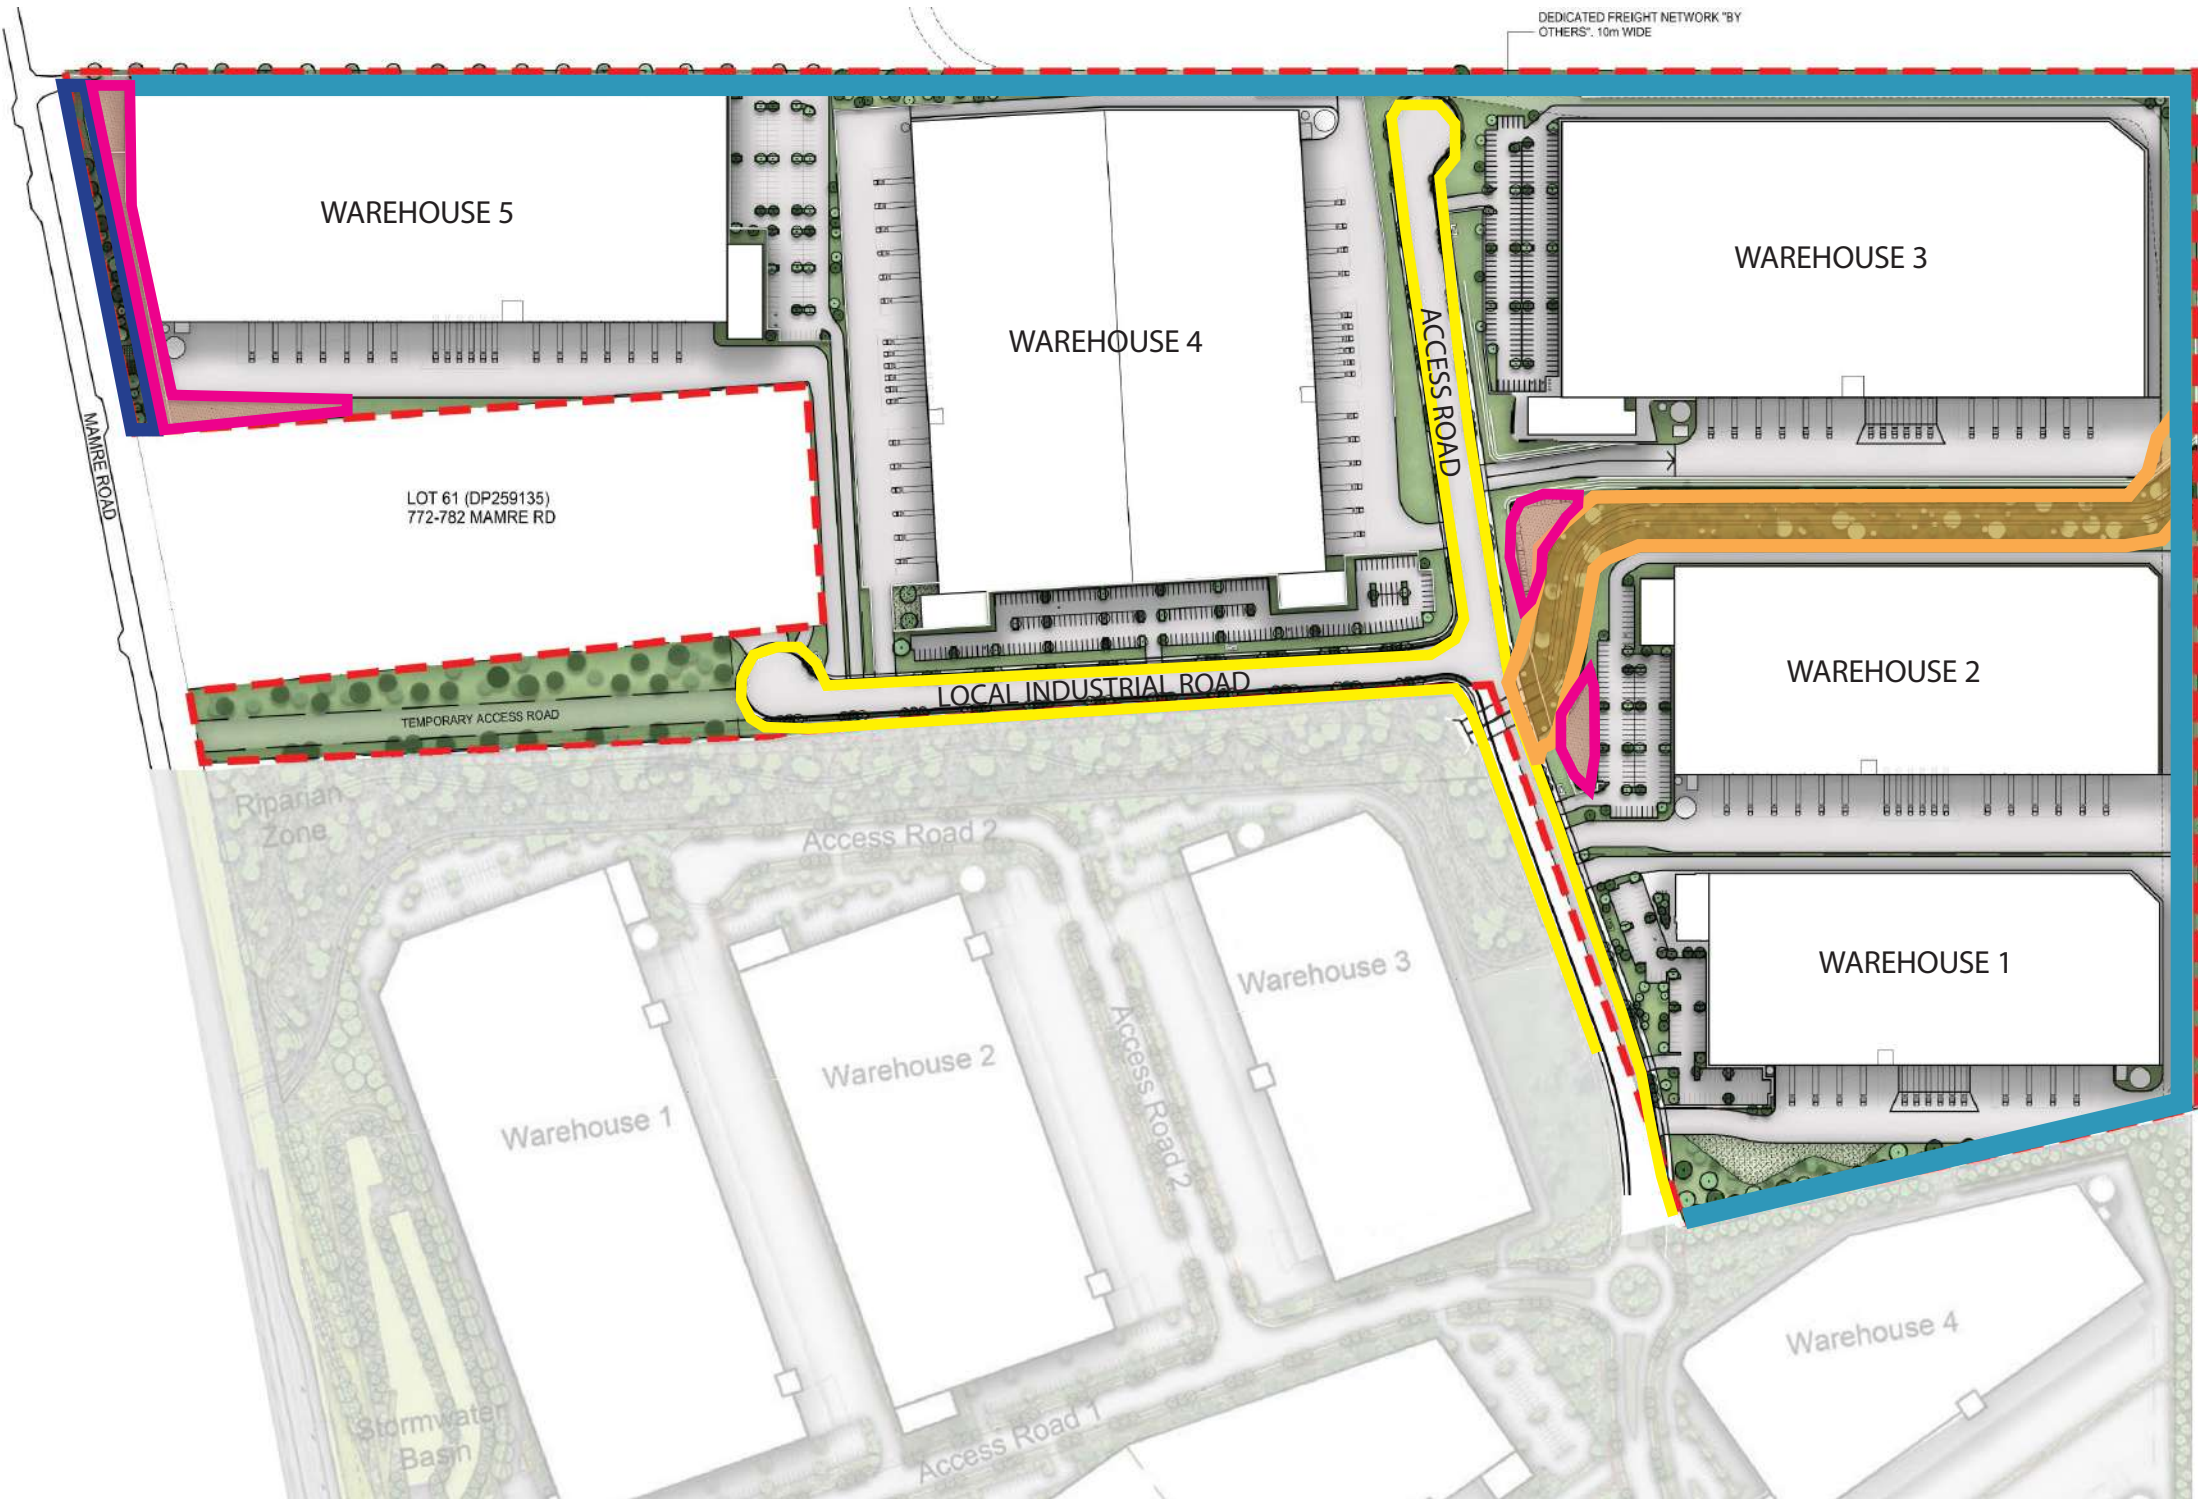 DEDICATED FREIGHT NETWORK "BY
OTHERS". 10m WIDE
WAREHOUSE 5
WAREHOUSE 3
WAREHOUSE 4
ACCESS ROAD
MAMRE ROAD
LOT 61 (DP259135)
772-782 MAMRE RD
WAREHOUSE 2
LOCAL INDUSTRIAL ROAD
TEMPORARY ACCESS ROAD
Riparian
Zone
Access Road 2
WAREHOUSE 1
Warehouse 3
Warehouse 2
Access Road 2
Warehouse 1
Warehouse 4
Stormwater
Basin
Access Road 1